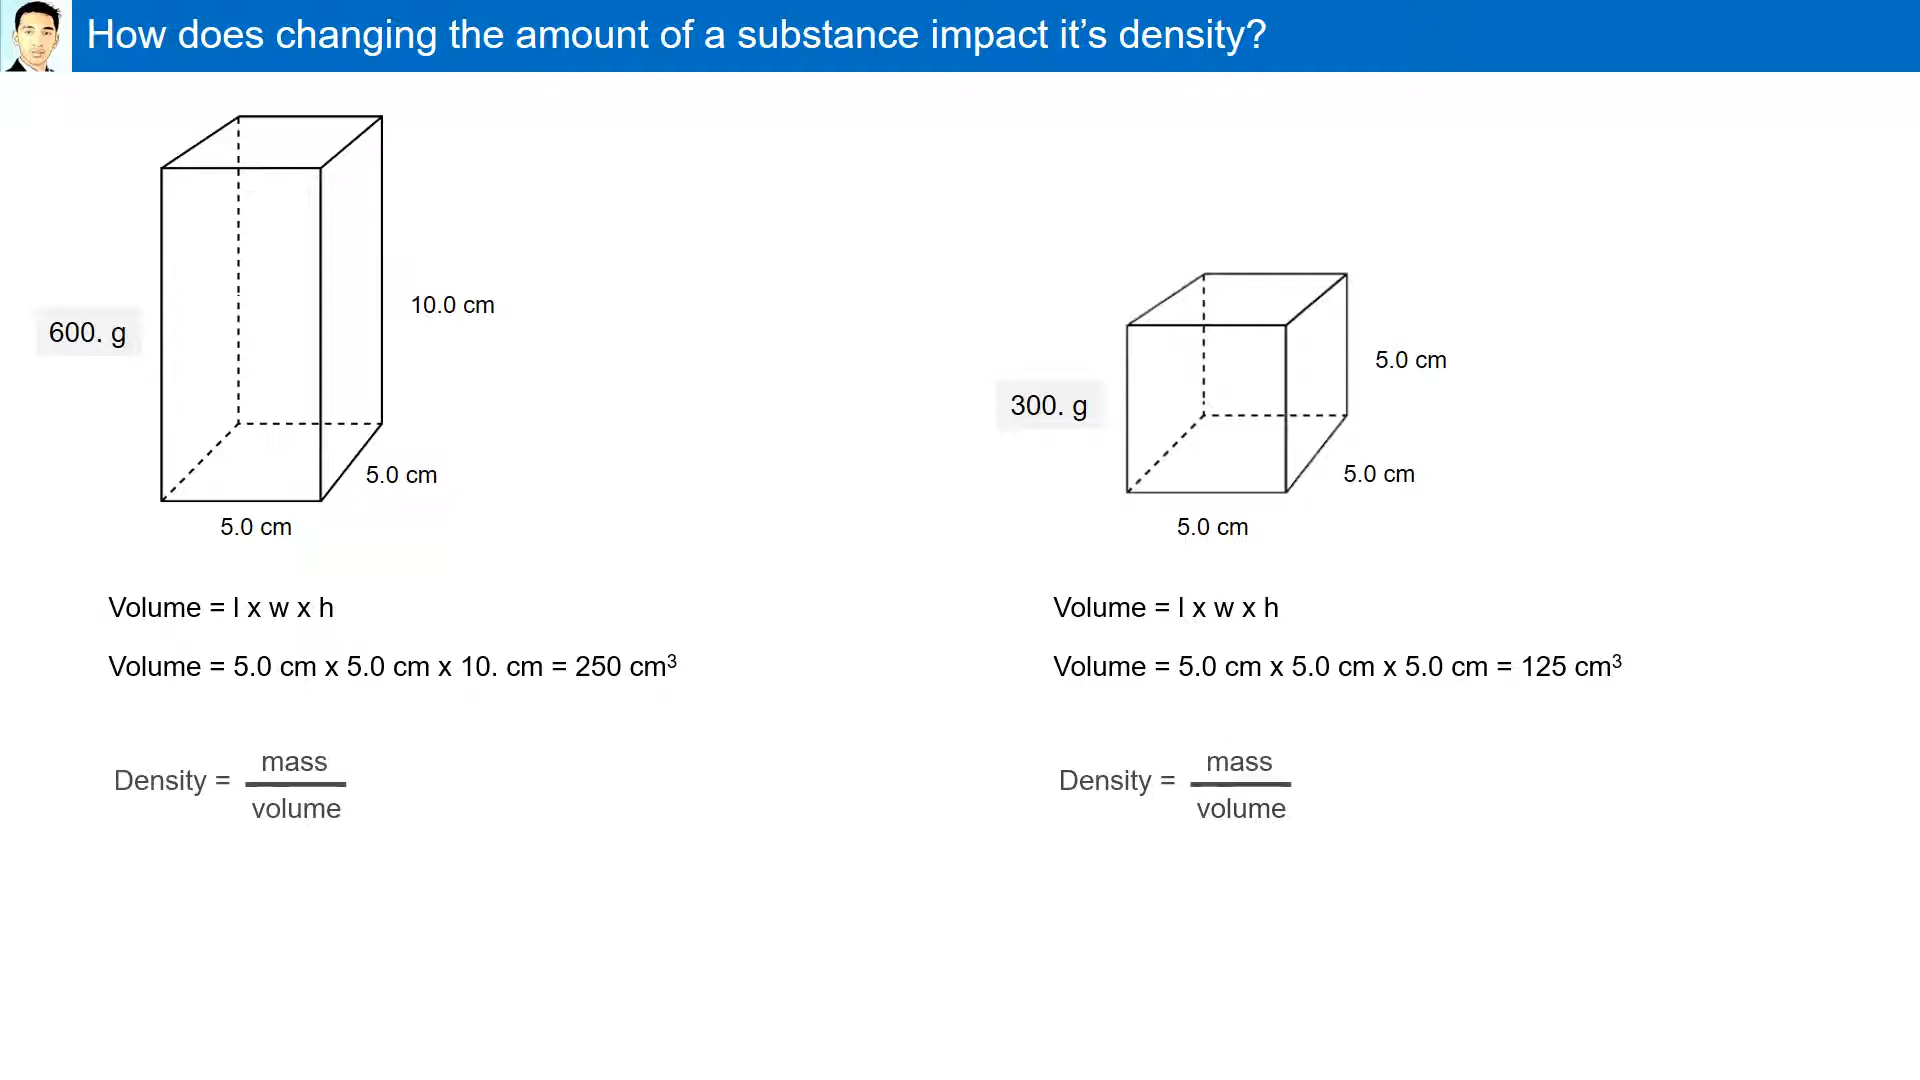 How does changing the amount of a substance impact it’s density?
10.0 cm
600. g
5.0 cm
5.0 cm
Volume = l x w x h
Volume = 5.0 cm x 5.0 cm x 10. cm = 250 cm³
Density = mass
volume
5.0 cm
300. g
5.0 cm
5.0 cm
Volume = l x w x h
Volume = 5.0 cm x 5.0 cm x 5.0 cm = 125 cm³
Density = mass
volume